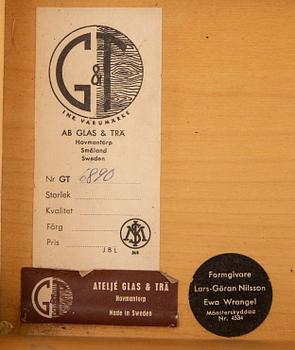 G&T
INR. VARUMÄRKE
AB GLAS & TRÄ
Hovmantorp
Småland
Sweden
Nr GT 6890
Storlek
Kvalitet
Färg
Pris
JBL
G&T
ATELJÉ GLAS & TRÄ
Hovmantorp
Made in Sweden
Formgivare
Lars-Göran Nilsson
Ewa Wrangel
Mönsterskyddad
Nr. 4534